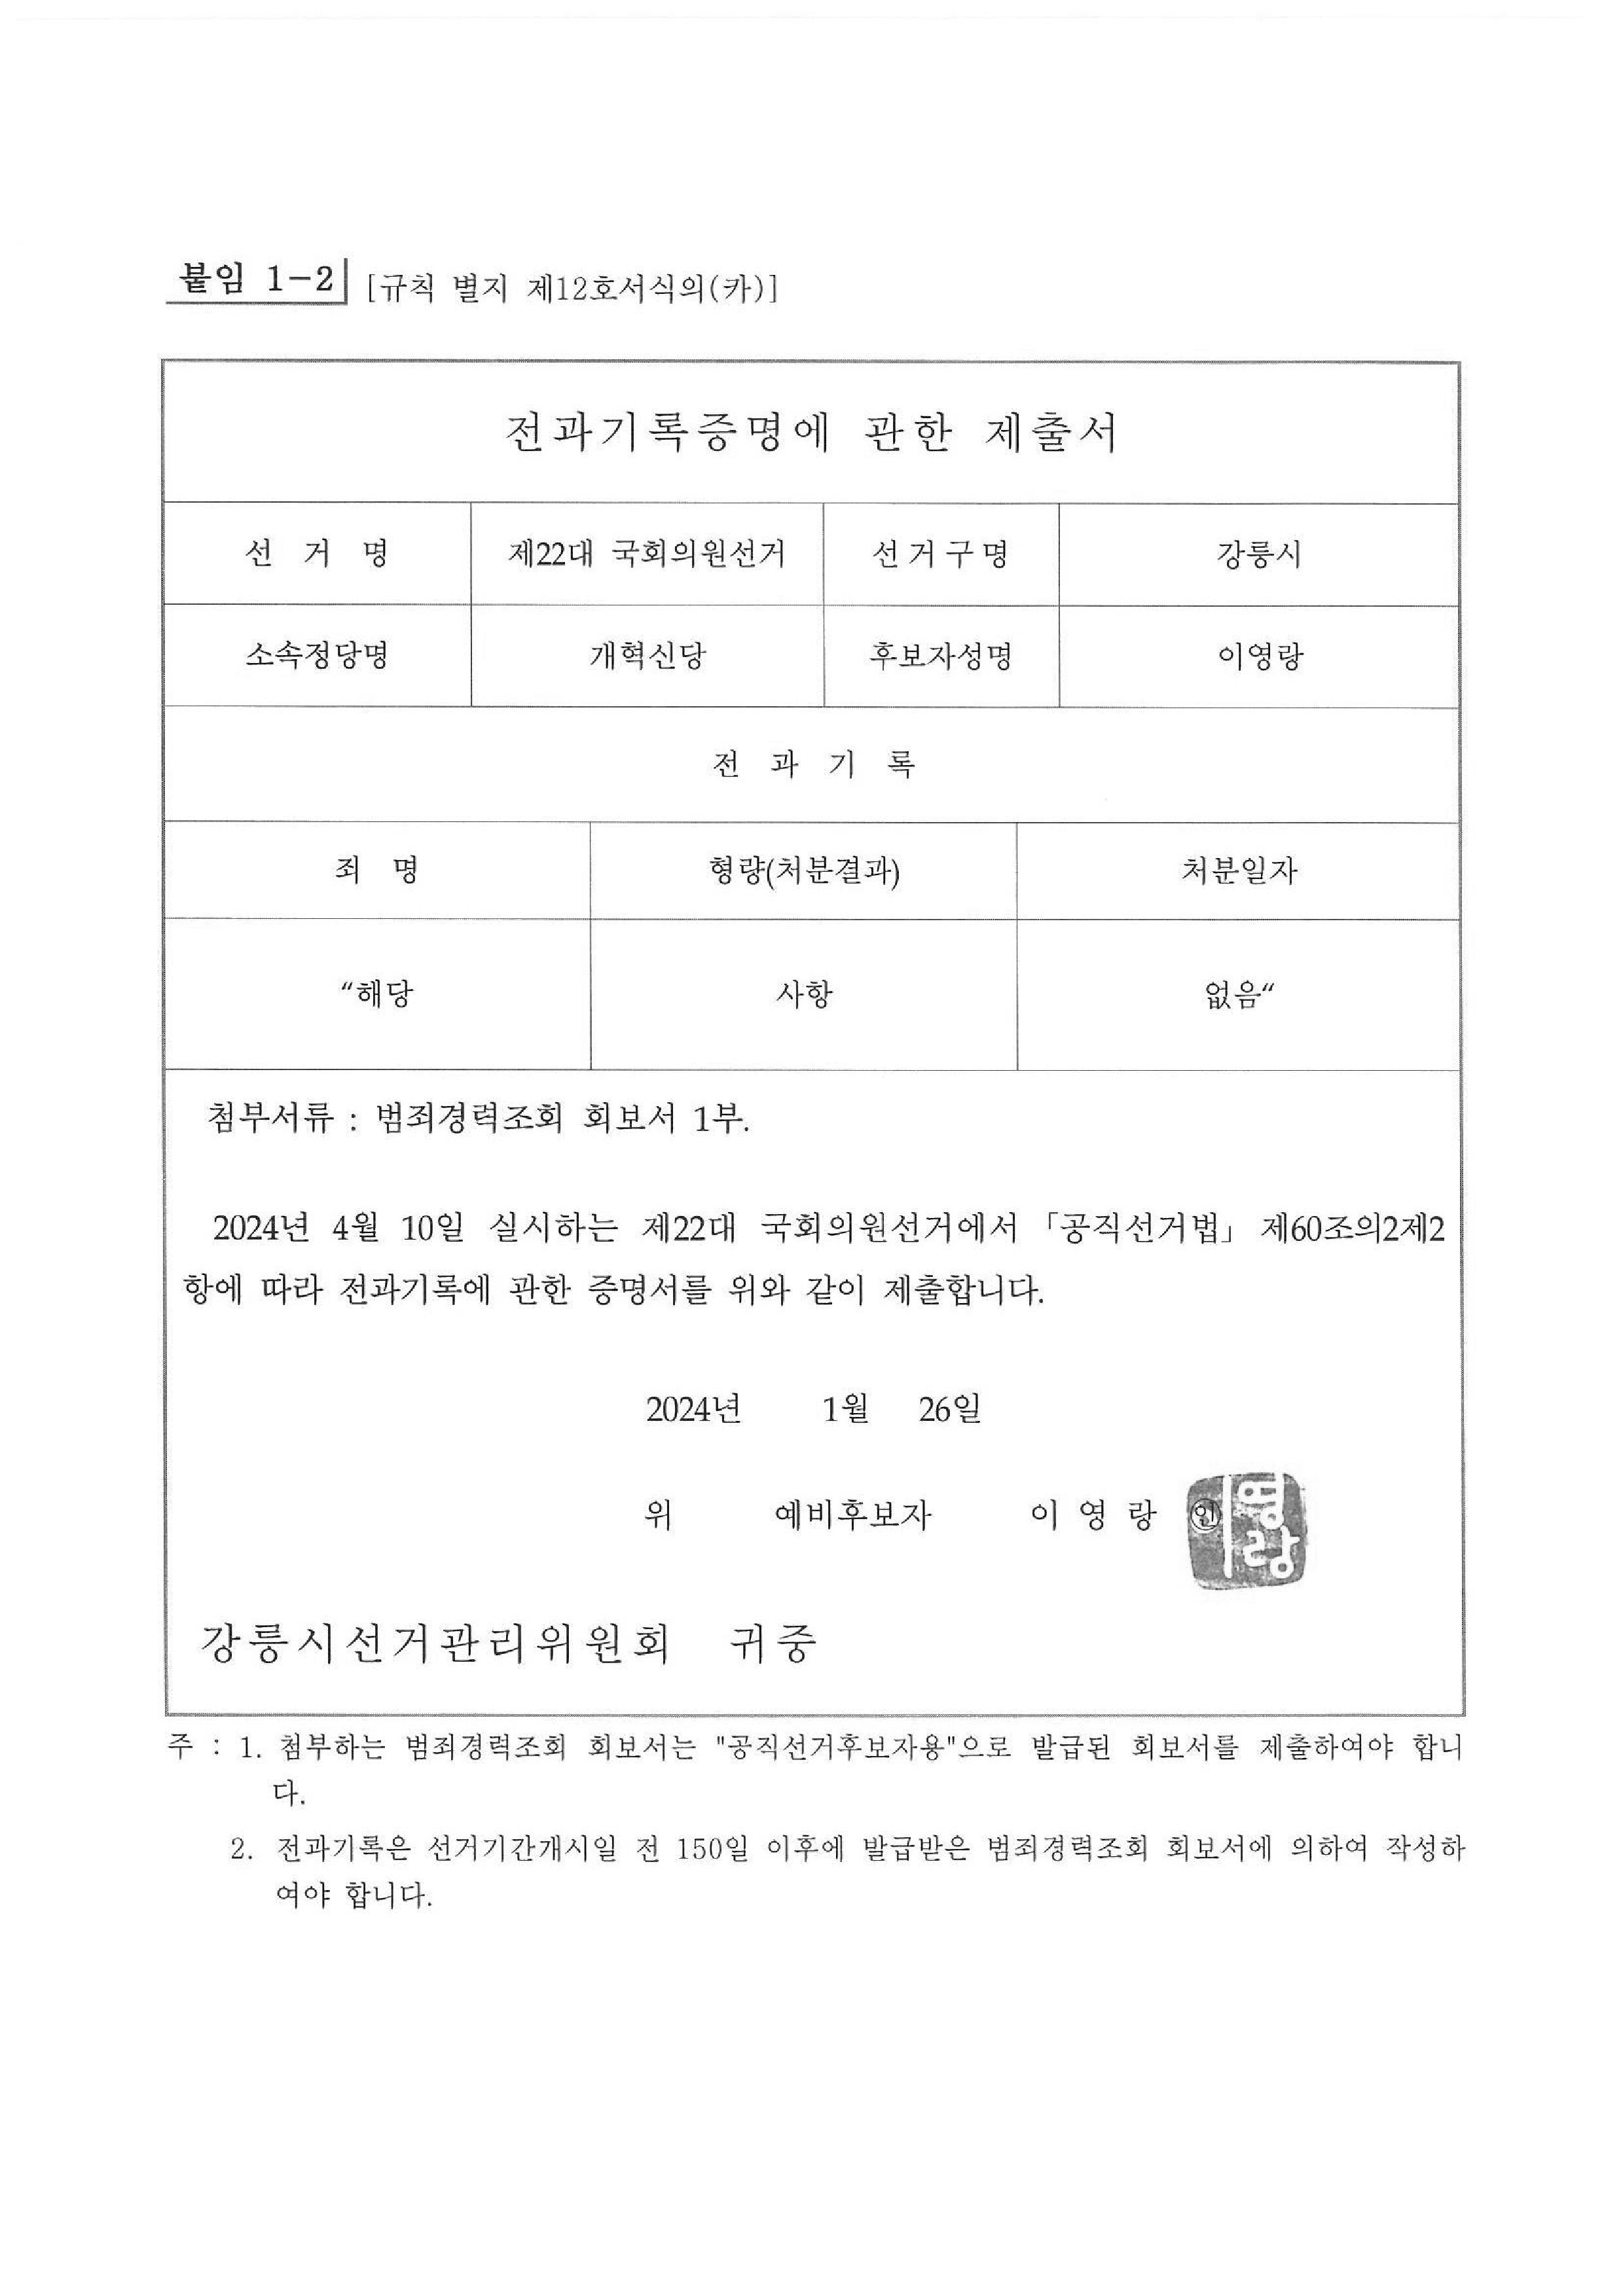 붙임 1-2 [규칙 별지 제12호서식의(카)]
전과기록증명에 관한 제출서
선 거 명 제22대 국회의원선거 선 거 구 명 강릉시
소속정당명 개혁신당 후보자성명 이영랑
전 과 기 록
죄 명 형량(처분결과) 처분일자
"해당 사항 없음"
첨부서류 : 범죄경력조회 회보서 1부.
2024년 4월 10일 실시하는 제22대 국회의원선거에서 「공직선거법」 제60조의2제2
항에 따라 전과기록에 관한 증명서를 위와 같이 제출합니다.
2024년 1월 26일
위 예비후보자 이 영 랑 ㊞
이영랑
강릉시선거관리위원회 귀중
주 : 1. 첨부하는 범죄경력조회 회보서는 "공직선거후보자용"으로 발급된 회보서를 제출하여야 합니
다.
2. 전과기록은 선거기간개시일 전 150일 이후에 발급받은 범죄경력조회 회보서에 의하여 작성하
여야 합니다.